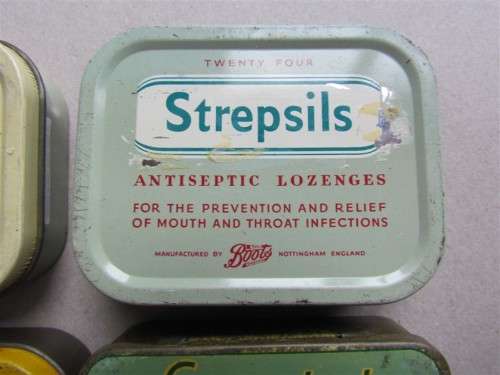 TWENTY FOUR
Strepsils
ANTISEPTIC LOZENGES
FOR THE PREVENTION AND RELIEF
OF MOUTH AND THROAT INFECTIONS
MANUFACTURED BY Boots NOTTINGHAM ENGLAND